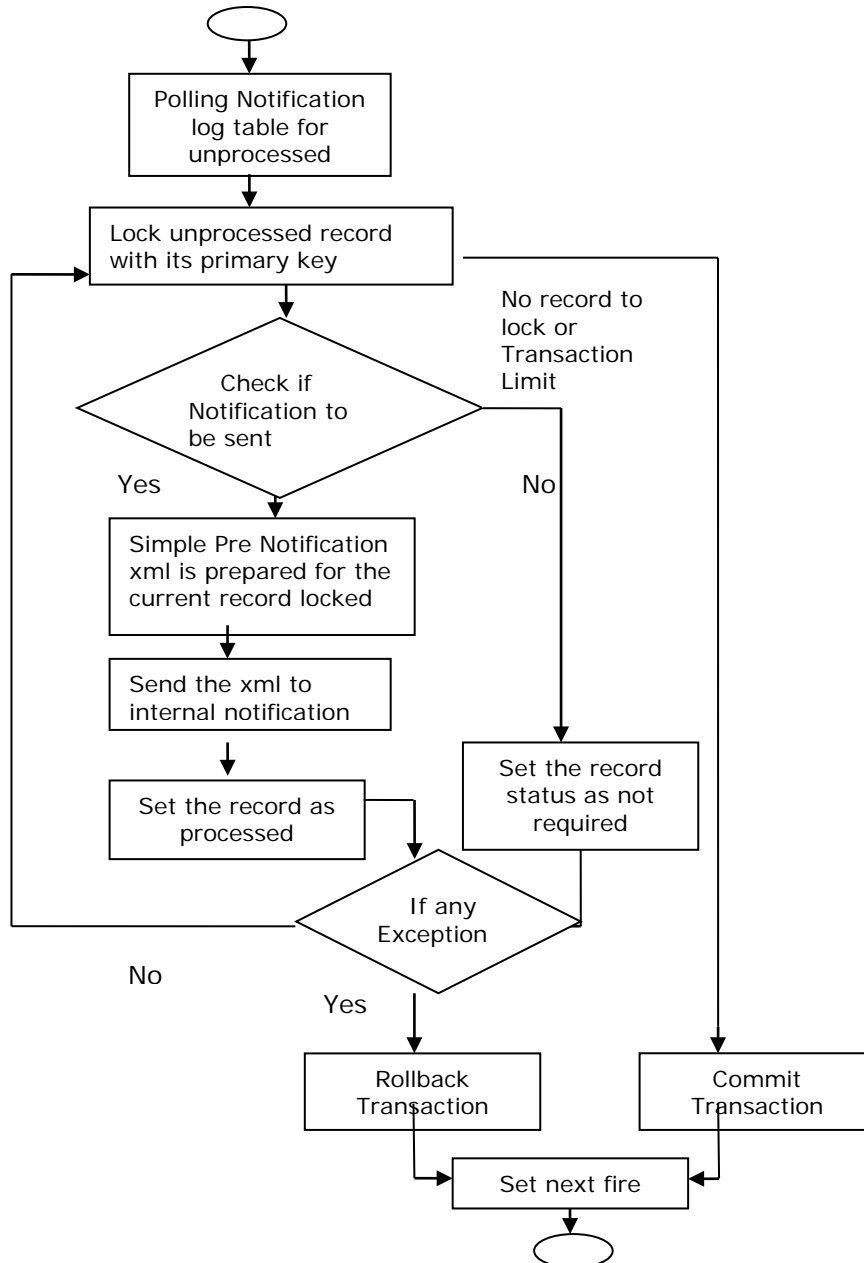 Polling Notification
log table for
unprocessed
Lock unprocessed record
with its primary key
No record to
lock or
Transaction
Limit
Check if
Notification to
be sent
Yes
No
Simple Pre Notification
xml is prepared for the
current record locked
Send the xml to
internal notification
Set the record as
processed
Set the record
status as not
required
If any
Exception
No
Yes
Rollback
Transaction
Commit
Transaction
Set next fire